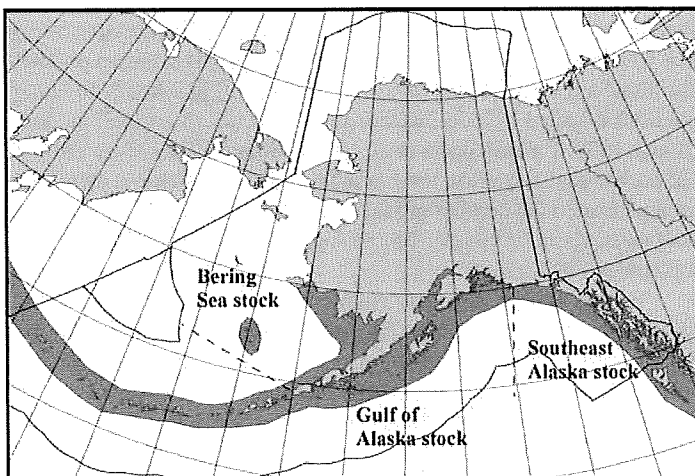 Bering
Sea stock
Southeast
Alaska stock
Gulf of
Alaska stock